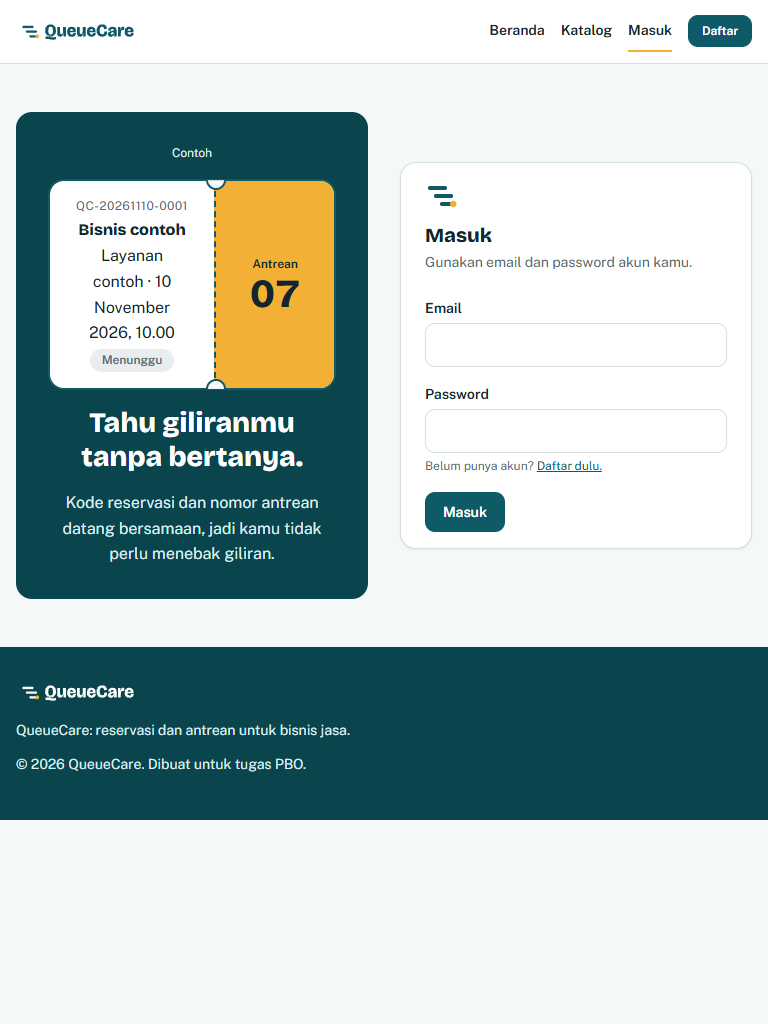 QueueCare
Beranda
Katalog
Masuk
Daftar
Contoh
QC-20261110-0001
Bisnis contoh
Layanan
contoh · 10
November
2026, 10.00
Menunggu
Antrean
07
Tahu giliranmu
tanpa bertanya.
Kode reservasi dan nomor antrean
datang bersamaan, jadi kamu tidak
perlu menebak giliran.
Masuk
Gunakan email dan password akun kamu.
Email
Password
Belum punya akun? Daftar dulu.
Masuk
QueueCare
QueueCare: reservasi dan antrean untuk bisnis jasa.
© 2026 QueueCare. Dibuat untuk tugas PBO.